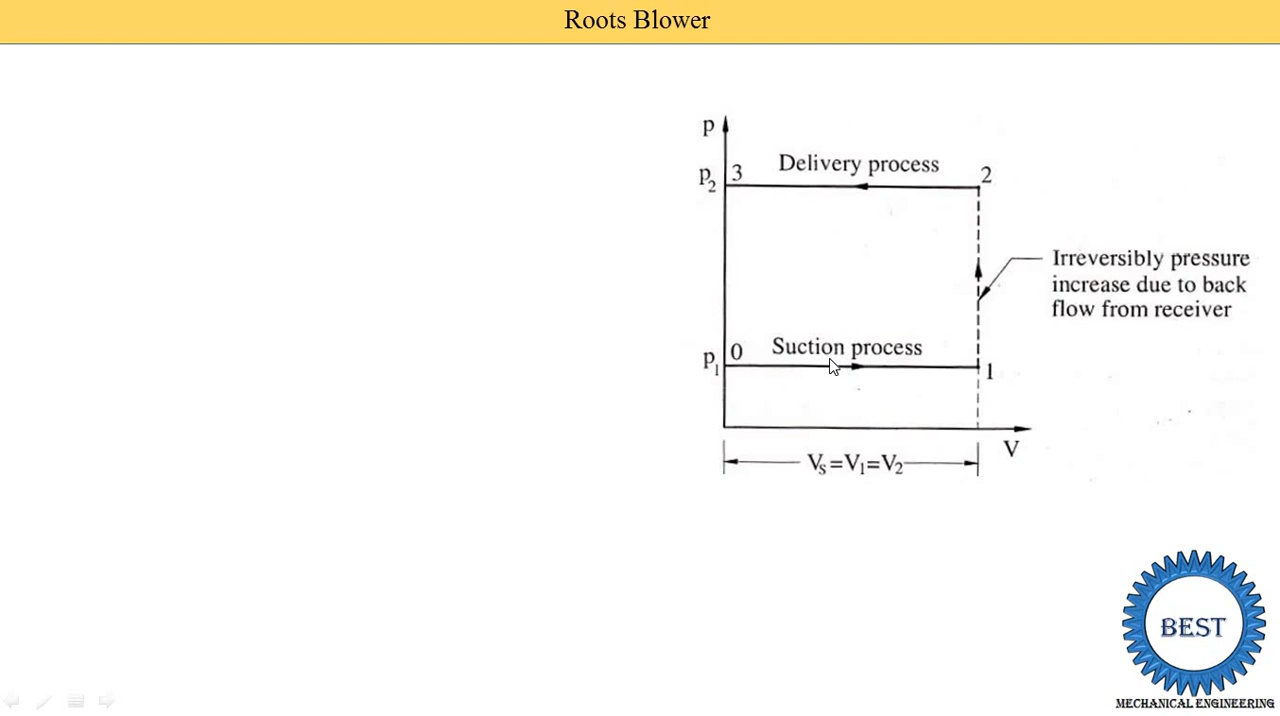 Roots Blower
p
p2
3
Delivery process
2
Irreversibly pressure
increase due to back
flow from receiver
p1
0
Suction process
1
V
Vs=V1=V2
BEST
MECHANICAL ENGINEERING